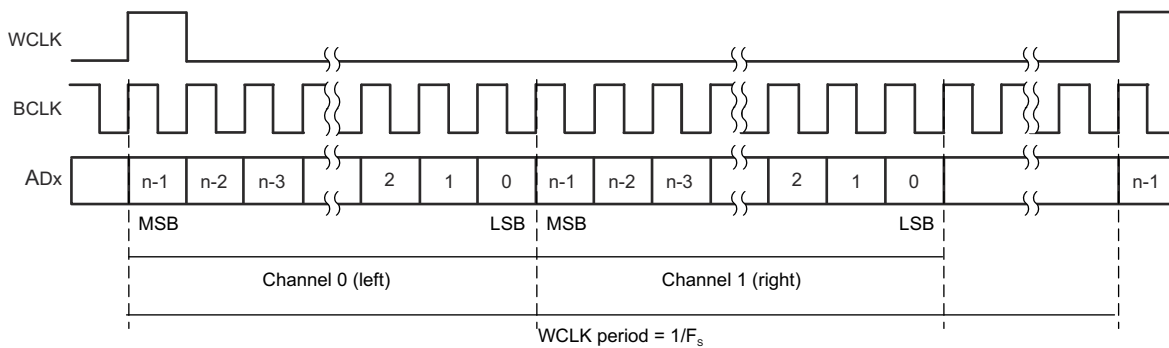 WCLK
BCLK
ADx n-1 n-2 n-3 2 1 0 n-1 n-2 n-3 2 1 0 n-1
MSB LSB MSB LSB
Channel 0 (left) Channel 1 (right)
WCLK period = 1/Fs